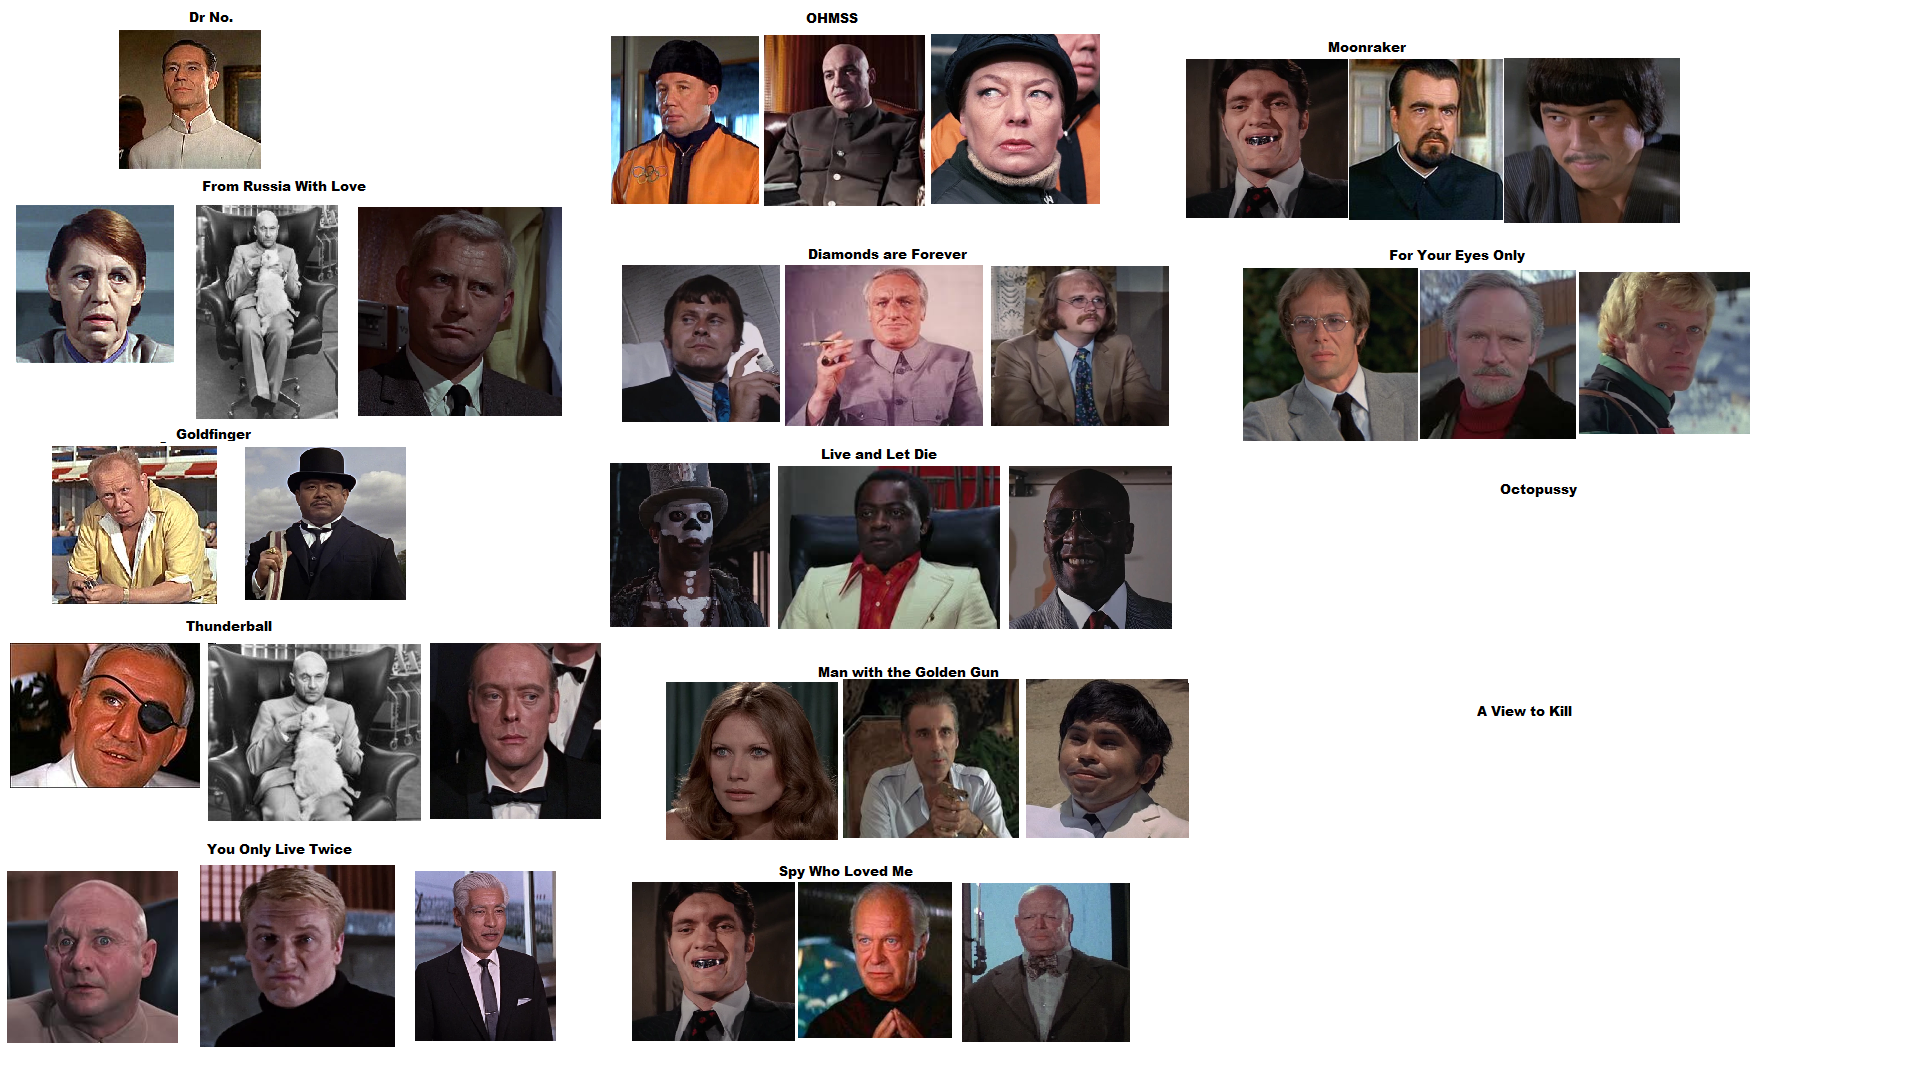 Dr No.
From Russia With Love
Goldfinger
Thunderball
You Only Live Twice
OHMSS
Diamonds are Forever
Live and Let Die
Man with the Golden Gun
Spy Who Loved Me
Moonraker
For Your Eyes Only
Octopussy
A View to Kill